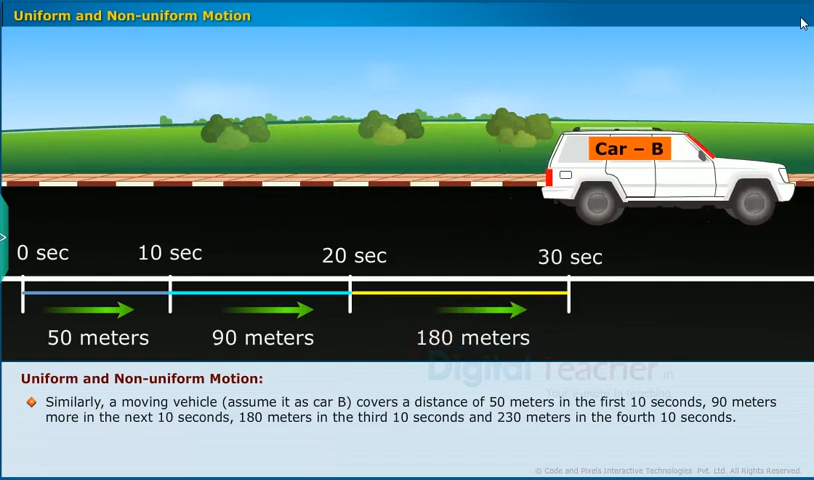 Uniform and Non-uniform Motion
Car – B
0 sec 10 sec 20 sec 30 sec
50 meters 90 meters 180 meters
Digital Teacher.in
Uniform and Non-uniform Motion:
Similarly, a moving vehicle (assume it as car B) covers a distance of 50 meters in the first 10 seconds, 90 meters
more in the next 10 seconds, 180 meters in the third 10 seconds and 230 meters in the fourth 10 seconds.
© Code and Pixels Interactive Technologies Pvt. Ltd. All Rights Reserved.